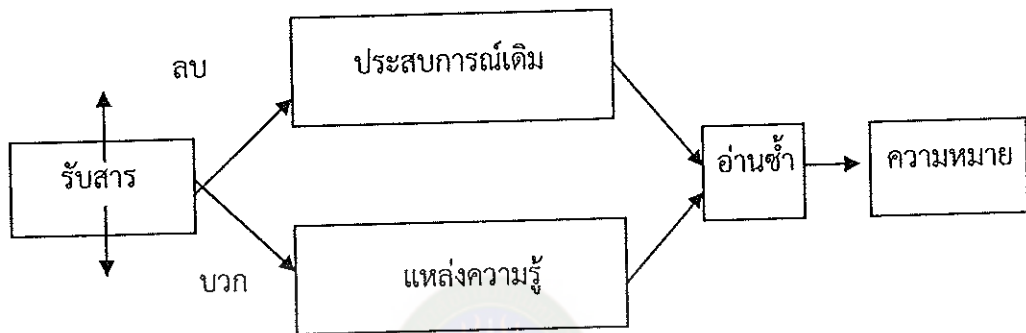 ลบ
ประสบการณ์เดิม
รับสาร
อ่านซ้ำ
ความหมาย
บวก
แหล่งความรู้